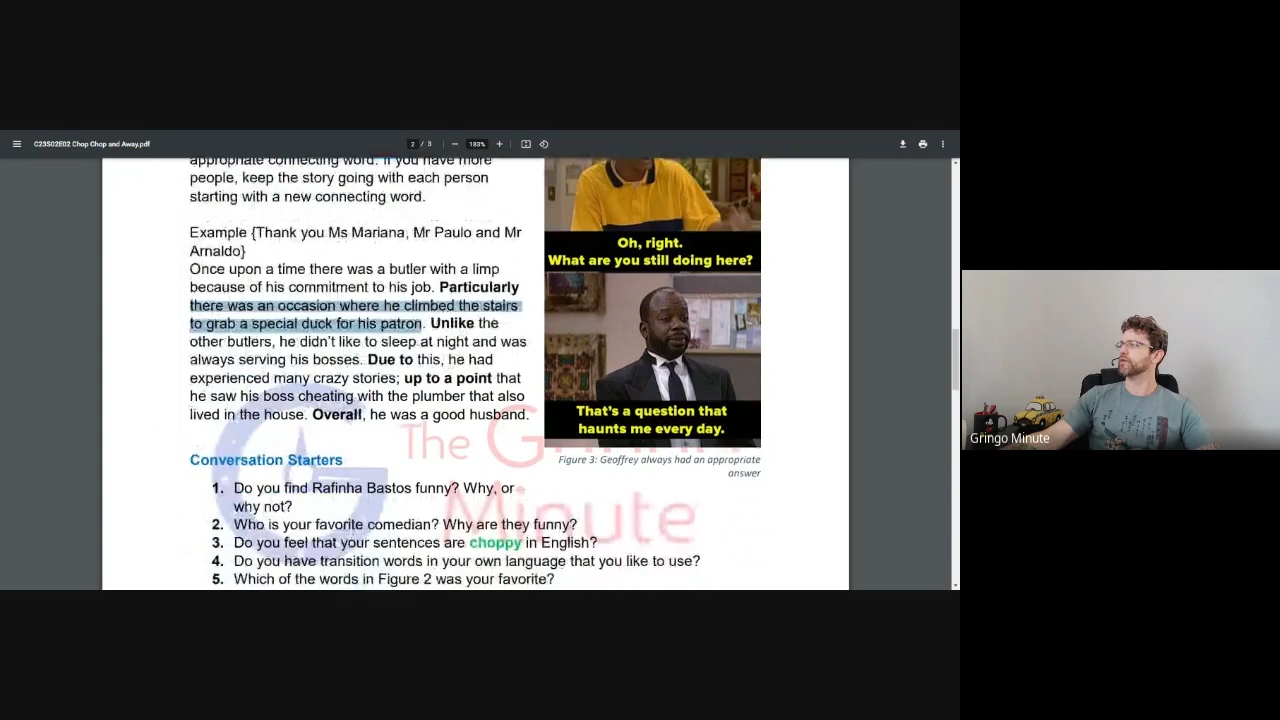 C23S02E02 Chop Chop and Away.pdf
2 / 3
183%
appropriate connecting word. If you have more
people, keep the story going with each person
starting with a new connecting word.
Example {Thank you Ms Mariana, Mr Paulo and Mr
Arnaldo}
Once upon a time there was a butler with a limp
because of his commitment to his job. Particularly
there was an occasion where he climbed the stairs
to grab a special duck for his patron. Unlike the
other butlers, he didn't like to sleep at night and was
always serving his bosses. Due to this, he had
experienced many crazy stories; up to a point that
he saw his boss cheating with the plumber that also
lived in the house. Overall, he was a good husband.
Oh, right.
What are you still doing here?
That's a question that
haunts me every day.
Figure 3: Geoffrey always had an appropriate
answer
The G
Minute
Conversation Starters
1. Do you find Rafinha Bastos funny? Why, or
why not?
2. Who is your favorite comedian? Why are they funny?
3. Do you feel that your sentences are choppy in English?
4. Do you have transition words in your own language that you like to use?
5. Which of the words in Figure 2 was your favorite?
Gringo Minute